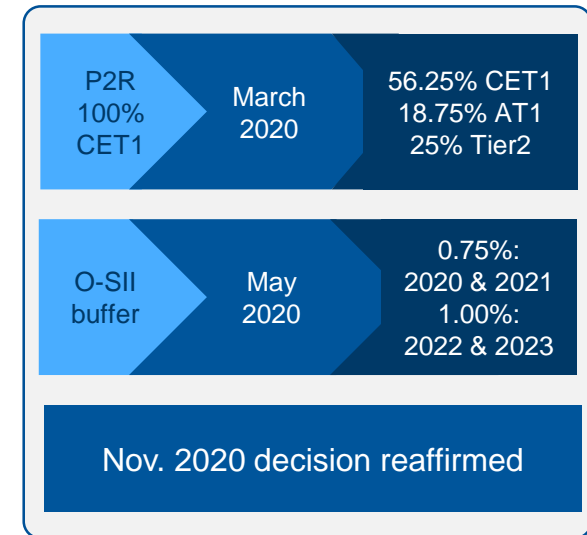 P2R
100%
CET1
March
2020
56.25% CET1
18.75% AT1
25% Tier2
O-SII
buffer
May
2020
0.75%:
2020 & 2021
1.00%:
2022 & 2023
Nov. 2020 decision reaffirmed